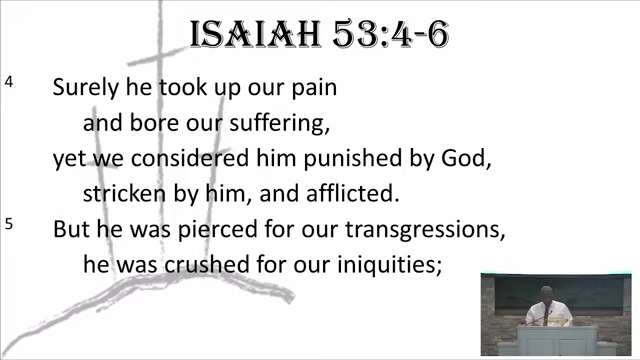 ISAIAH 53:4-6
4 Surely he took up our pain
and bore our suffering,
yet we considered him punished by God,
stricken by him, and afflicted.
5 But he was pierced for our transgressions,
he was crushed for our iniquities;